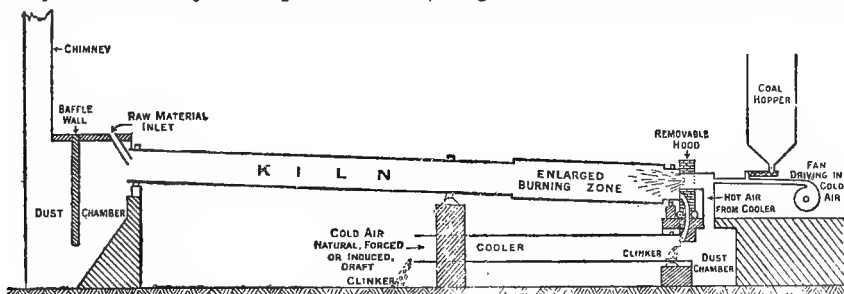 CHIMNEY
BAFFLE
WALL
RAW MATERIAL
INLET
COAL
HOPPER
REMOVABLE
HOOD
FAN
DRIVING IN
COLD
AIR
KILN
ENLARGED
BURNING ZONE
HOT AIR
FROM COOLER
DUST
CHAMBER
COLD AIR
NATURAL, FORCED
OR INDUCED,
DRAFT
COOLER
CLINKER
CLINKER
DUST
CHAMBER